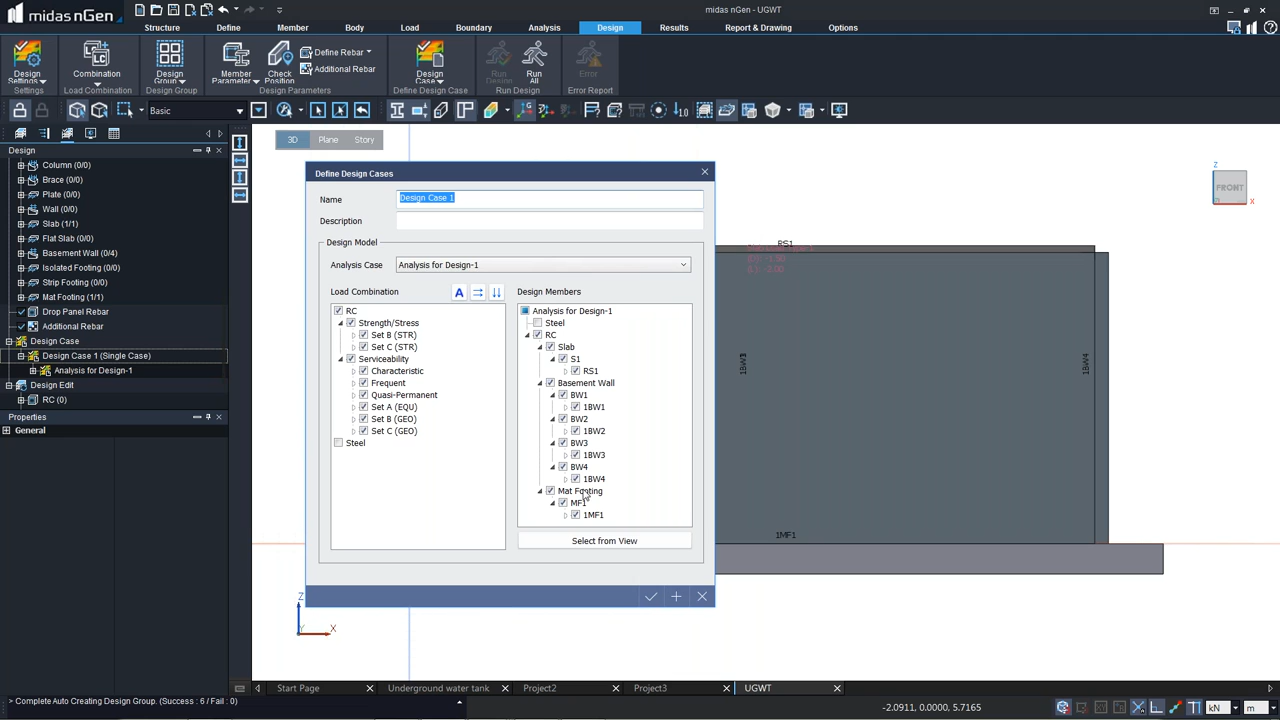 midas nGen
midas nGen - UGWT
Structure Define Member Body Load Boundary Analysis Design Results Report & Drawing Options
Design Settings
Settings
Combination
Load Combination
Design Group
Design Group
Member Parameter
Check Position
Define Rebar
Additional Rebar
Design Parameters
Design Case
Define Design Case
Run Design
Run All
Run Design
Error
Error Report
Basic
3D Plane Story
Design
Column (0/0)
Brace (0/0)
Plate (0/0)
Wall (0/0)
Slab (1/1)
Flat Slab (0/0)
Basement Wall (0/4)
Isolated Footing (0/0)
Strip Footing (0/0)
Mat Footing (1/1)
Drop Panel Rebar
Additional Rebar
Design Case
Design Case 1 (Single Case)
Analysis for Design-1
Design Edit
RC (0)
Properties
General
Define Design Cases
Name Design Case 1
Description
Design Model
Analysis Case Analysis for Design-1
Load Combination
A
RC
Strength/Stress
Set B (STR)
Set C (STR)
Serviceability
Characteristic
Frequent
Quasi-Permanent
Set A (EQU)
Set B (GEO)
Set C (GEO)
Steel
Design Members
Analysis for Design-1
Steel
RC
Slab
S1
RS1
Basement Wall
BW1
1BW1
BW2
1BW2
BW3
1BW3
BW4
1BW4
Mat Footing
MF1
1MF1
Select from View
RS1
1BW3
1BW4
1MF1
FRONT
Z
X
Z
Y
X
Start Page Underground water tank Project2 Project3 UGWT
> Complete Auto Creating Design Group. (Success : 6 / Fail : 0)
-2.0911, 0.0000, 5.7165
kN
m